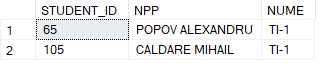 STUDENT_ID NPP NUME
1 65 POPOV ALEXANDRU TI-1
2 105 CALDARE MIHAIL TI-1